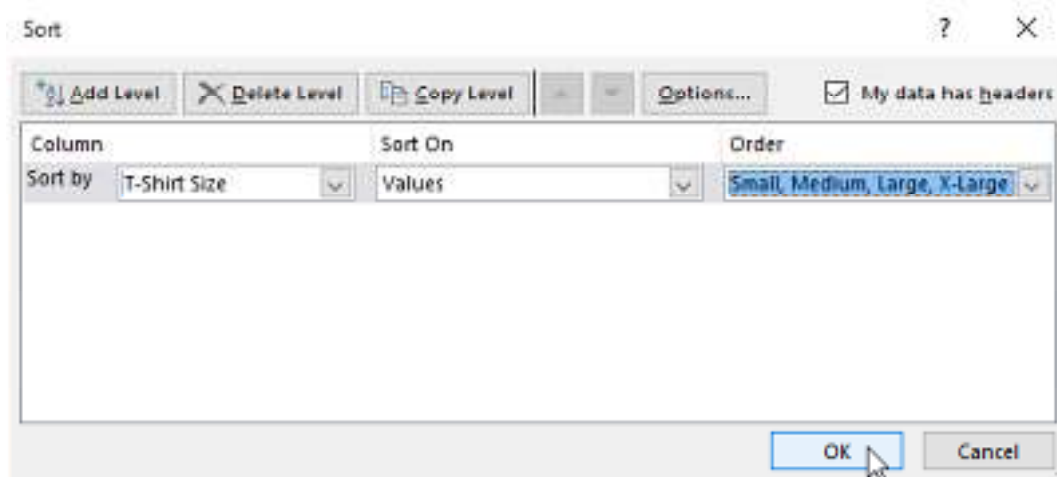 Sort ?
Add Level Delete Level Copy Level Options... My data has headers
Column Sort On Order
Sort by T-Shirt Size Values Small, Medium, Large, X-Large
OK Cancel